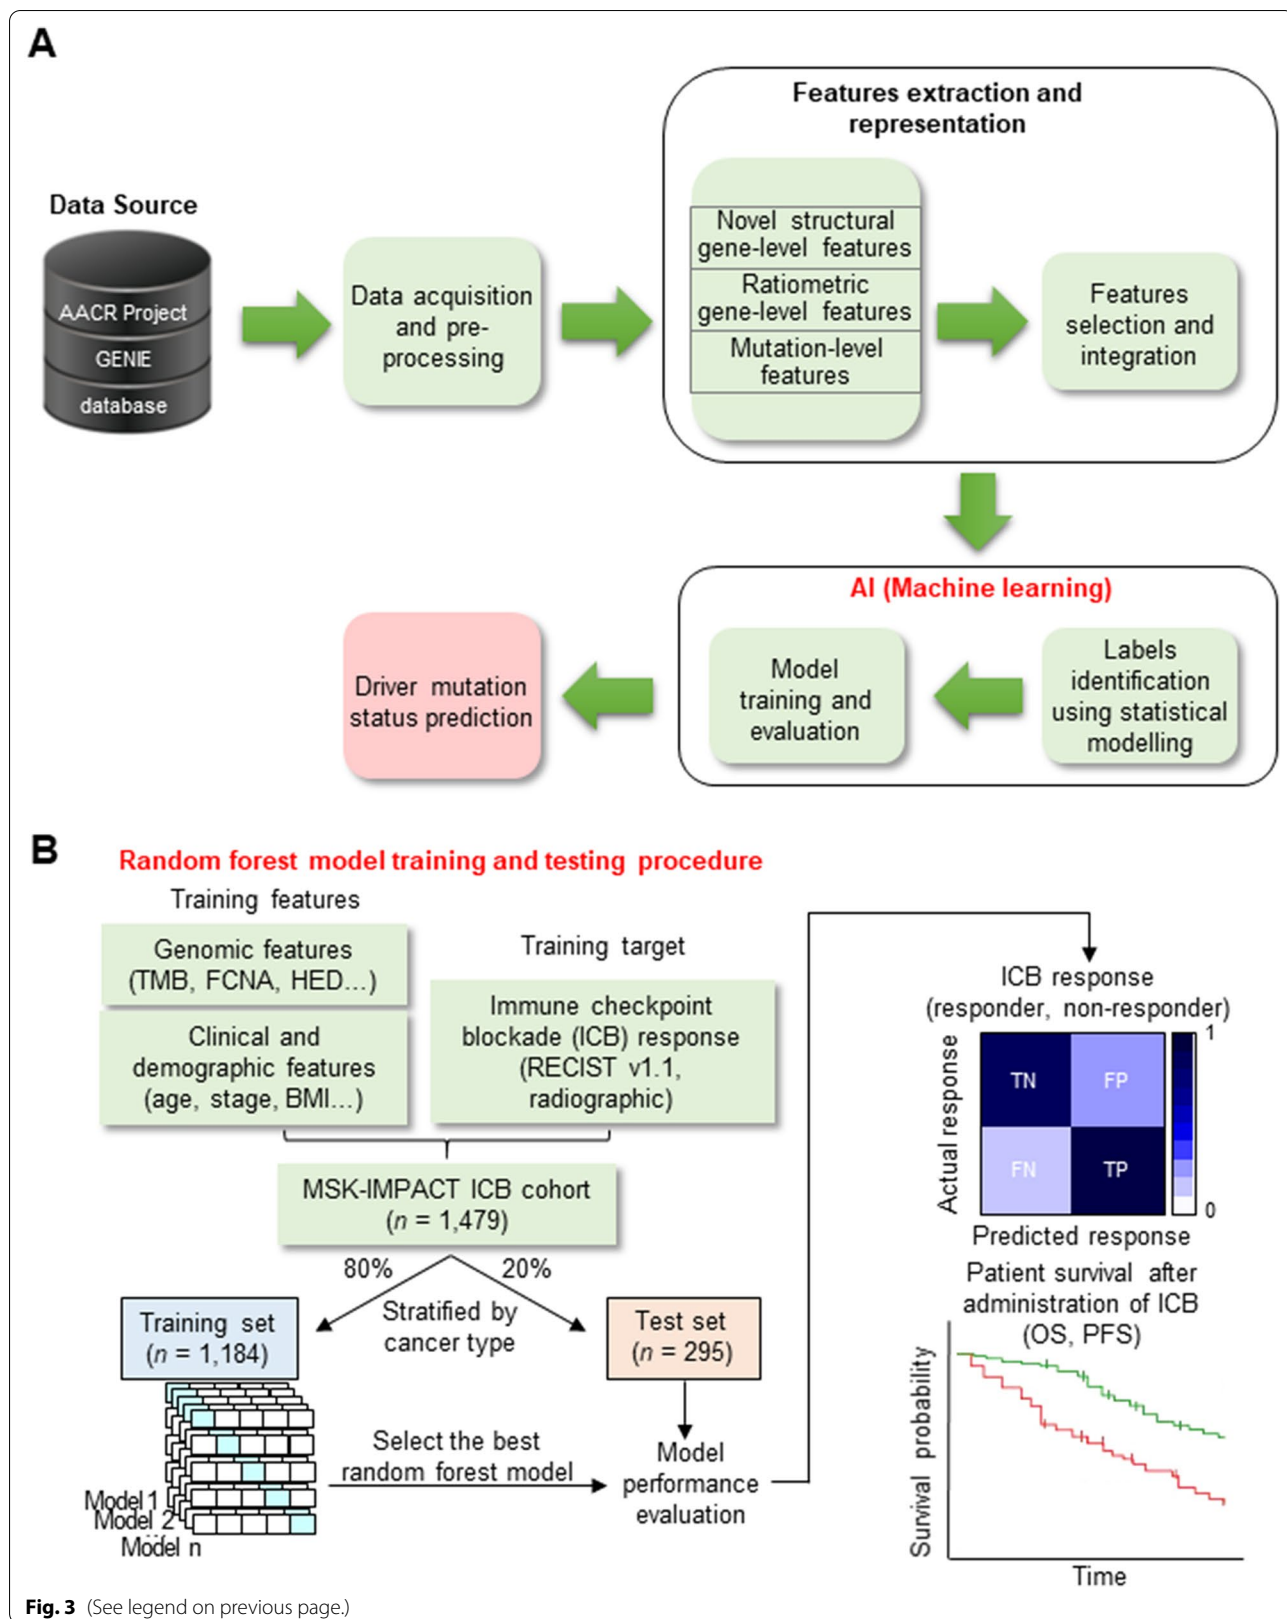 A
Features extraction and
representation
Data Source
AACR Project
GENIE
database
Data acquisition
and pre-
processing
Novel structural
gene-level features
Ratiometric
gene-level features
Mutation-level
features
Features
selection and
integration
AI (Machine learning)
Labels
identification
using statistical
modelling
Model
training and
evaluation
Driver mutation
status prediction
B
Random forest model training and testing procedure
Training features
Genomic features
(TMB, FCNA, HED...)
Clinical and
demographic features
(age, stage, BMI...)
Training target
Immune checkpoint
blockade (ICB) response
(RECIST v1.1,
radiographic)
MSK-IMPACT ICB cohort
(n = 1,479)
80%
20%
Stratified by
cancer type
Training set
(n = 1,184)
Test set
(n = 295)
Model 1
Model 2
...
Model n
Select the best
random forest model
Model
performance
evaluation
ICB response
(responder, non-responder)
Actual response
TN
FP
FN
TP
1
0
Predicted response
Patient survival after
administration of ICB
(OS, PFS)
Survival probability
Time
Fig. 3 (See legend on previous page.)